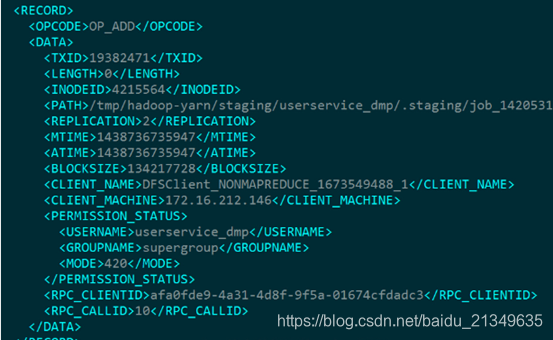 <RECORD>
<OPCODE>OP_ADD</OPCODE>
<DATA>
<TXID>19382471</TXID>
<LENGTH>0</LENGTH>
<INODEID>4215564</INODEID>
<PATH>/tmp/hadoop-yarn/staging/userservice_dmp/.staging/job_1420531
<REPLICATION>2</REPLICATION>
<MTIME>1438736735947</MTIME>
<ATIME>1438736735947</ATIME>
<BLOCKSIZE>134217728</BLOCKSIZE>
<CLIENT_NAME>DFSClient_NONMAPREDUCE_1673549488_1</CLIENT_NAME>
<CLIENT_MACHINE>172.16.212.146</CLIENT_MACHINE>
<PERMISSION_STATUS>
<USERNAME>userservice_dmp</USERNAME>
<GROUPNAME>supergroup</GROUPNAME>
<MODE>420</MODE>
</PERMISSION_STATUS>
<RPC_CLIENTID>afa0fde9-4a31-4d8f-9f5a-01674cfdadc3</RPC_CLIENTID>
<RPC_CALLID>10</RPC_CALLID>
https://blog.csdn.net/baidu_21349635
</DATA>
</RECORD>